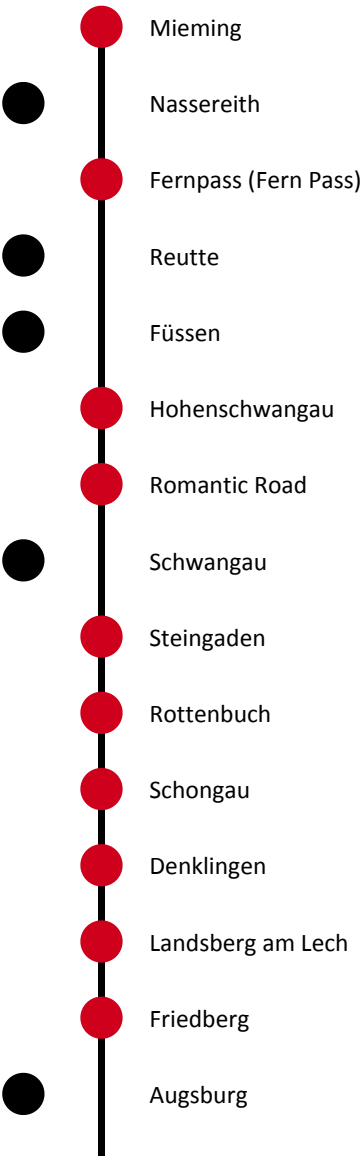 Mieming
Nassereith
Fernpass (Fern Pass)
Reutte
Füssen
Hohenschwangau
Romantic Road
Schwangau
Steingaden
Rottenbuch
Schongau
Denklingen
Landsberg am Lech
Friedberg
Augsburg